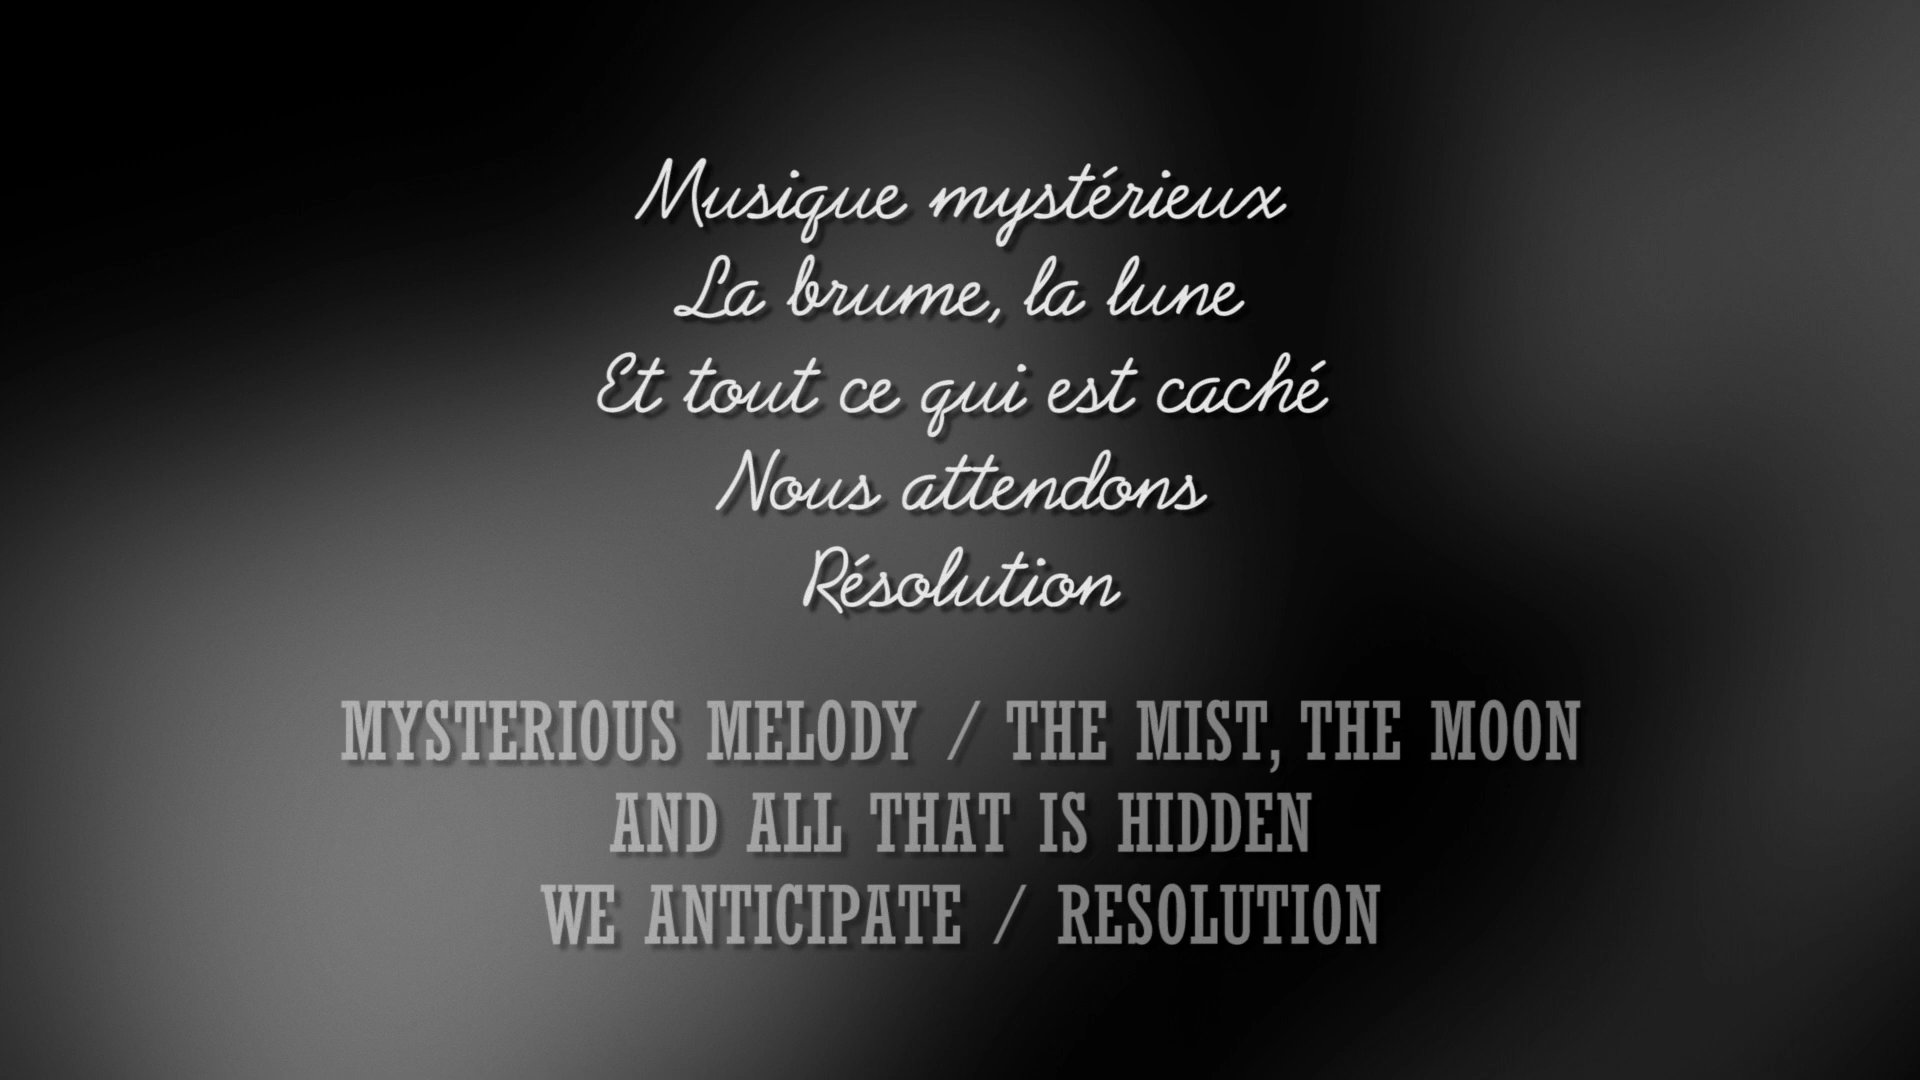 Musique mystérieux
La brume, la lune
Et tout ce qui est caché
Nous attendons
Résolution
MYSTERIOUS MELODY / THE MIST, THE MOON
AND ALL THAT IS HIDDEN
WE ANTICIPATE / RESOLUTION